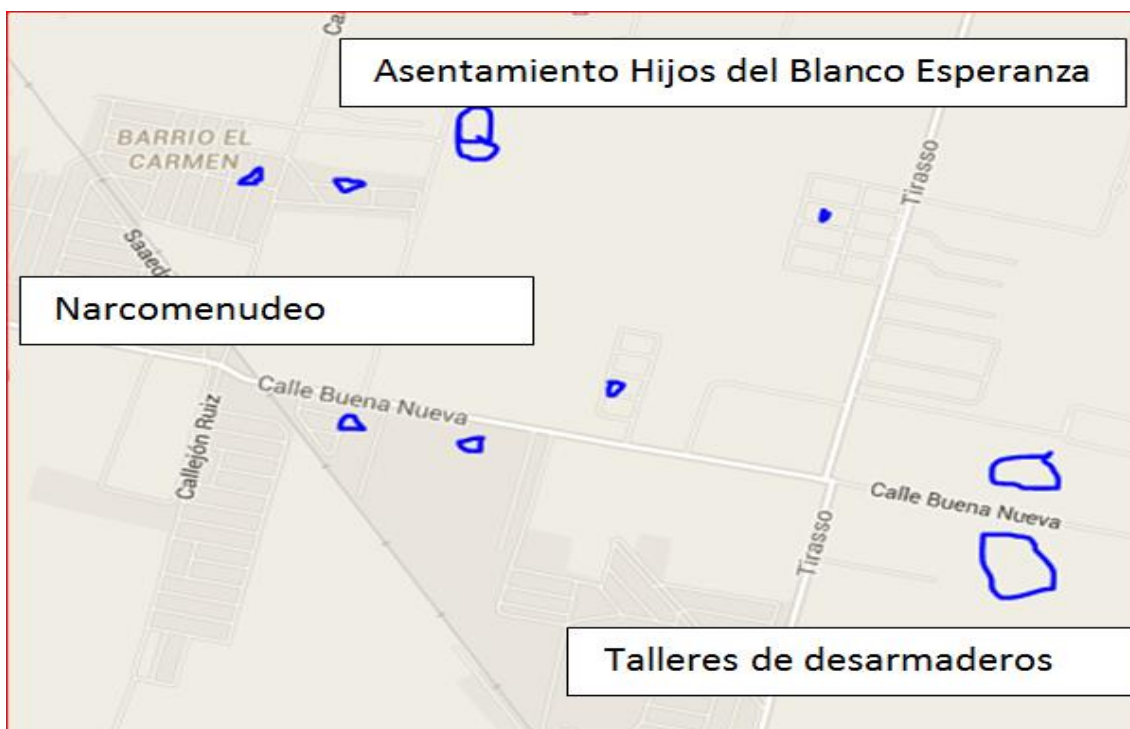 Asentamiento Hijos del Blanco Esperanza
BARRIO EL
CARMEN
Tirasso
Narcomenudeo
Calle Buena Nueva
Callejón Ruiz
Calle Buena Nueva
Tirasso
Talleres de desarmaderos